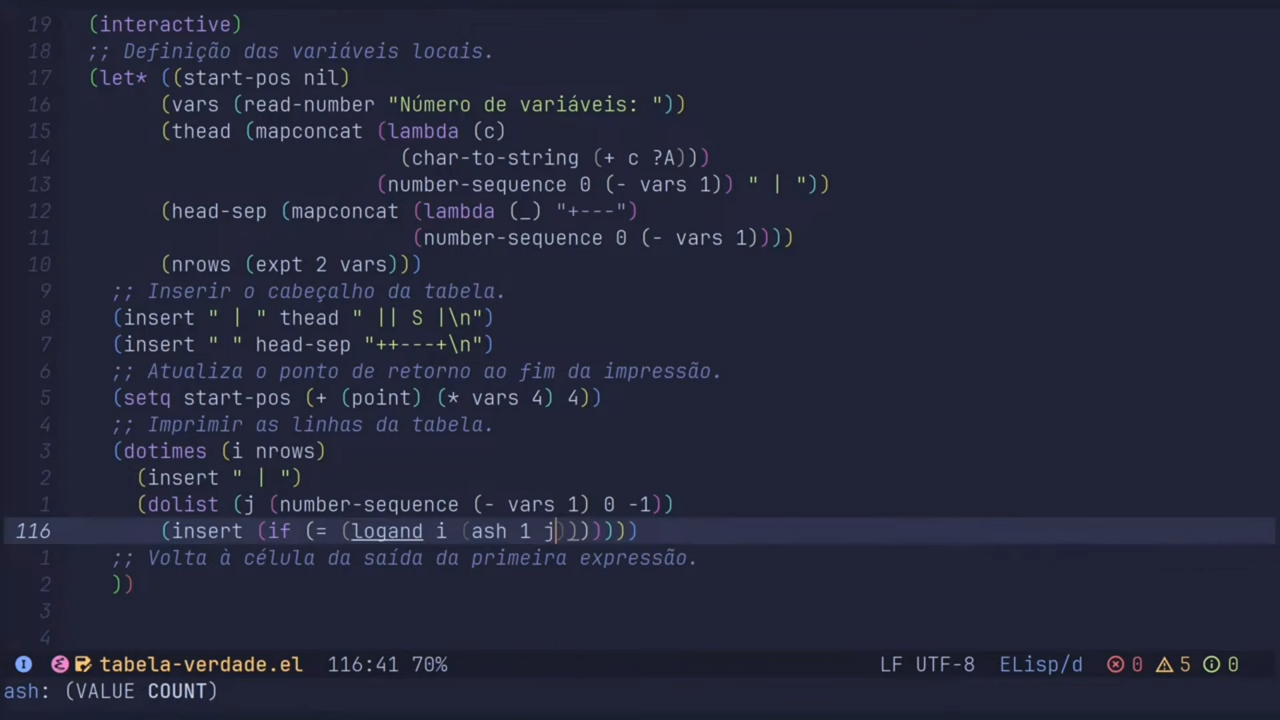 19 (interactive)
18 ;; Definição das variáveis locais.
17 (let* ((start-pos nil)
16 (vars (read-number "Número de variáveis: "))
15 (thead (mapconcat (lambda (c)
14 (char-to-string (+ c ?A)))
13 (number-sequence 0 (- vars 1)) " | "))
12 (head-sep (mapconcat (lambda (_) "+---")
11 (number-sequence 0 (- vars 1))))
10 (nrows (expt 2 vars)))
9 ;; Inserir o cabeçalho da tabela.
8 (insert " | " thead " || S |\n")
7 (insert " " head-sep "++---+\n")
6 ;; Atualiza o ponto de retorno ao fim da impressão.
5 (setq start-pos (+ (point) (* vars 4) 4))
4 ;; Imprimir as linhas da tabela.
3 (dotimes (i nrows)
2 (insert " | ")
1 (dolist (j (number-sequence (- vars 1) 0 -1))
116 (insert (if (= (logand i (ash 1 j)))))))
1 ;; Volta à célula da saída da primeira expressão.
2 ))
3
4
I tabela-verdade.el 116:41 70% LF UTF-8 ELisp/d 0 5 0
ash: (VALUE COUNT)